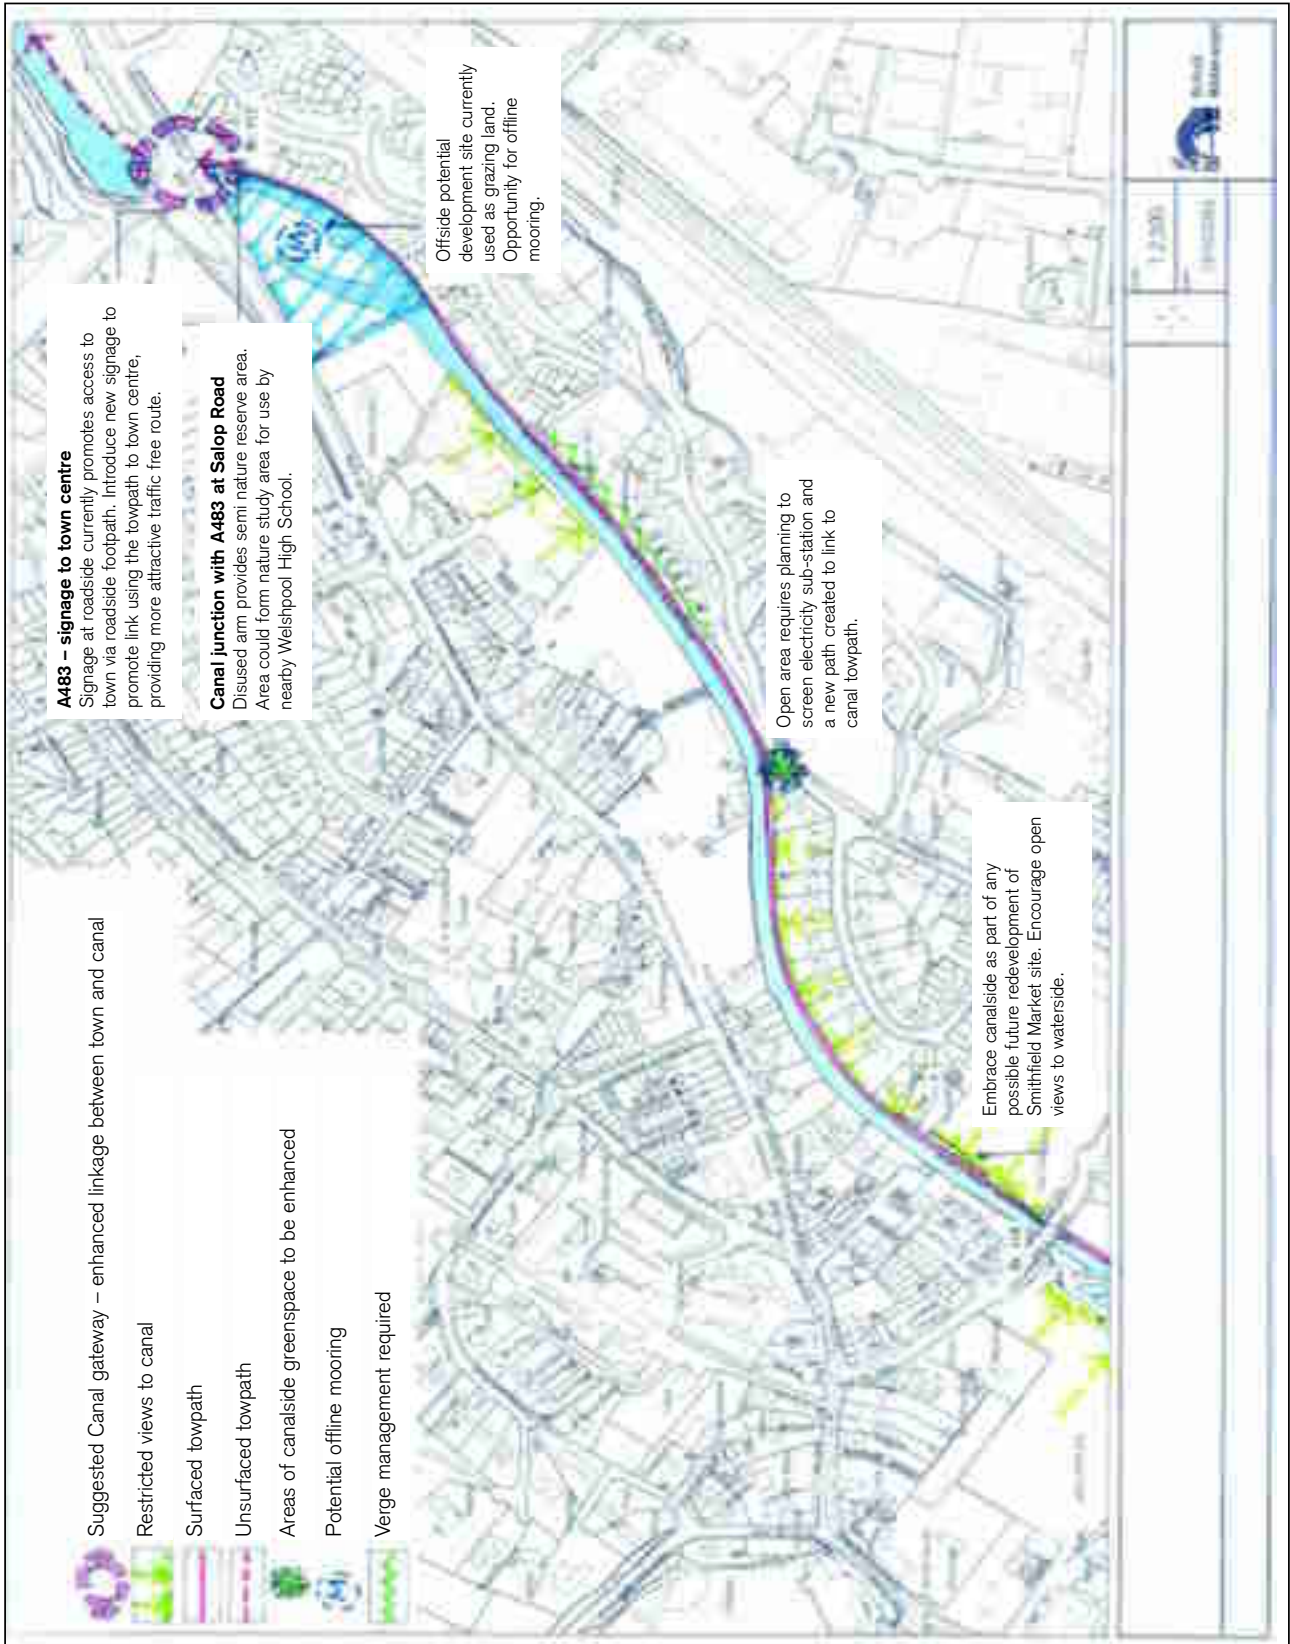 Suggested Canal gateway – enhanced linkage between town and canal
Restricted views to canal
Surfaced towpath
Unsurfaced towpath
Areas of canalside greenspace to be enhanced
Potential offline mooring
Verge management required
A483 – signage to town centre
Signage at roadside currently promotes access to
town via roadside footpath. Introduce new signage to
promote link using the towpath to town centre,
providing more attractive traffic free route.
Canal junction with A483 at Salop Road
Disused arm provides semi nature reserve area.
Area could form nature study area for use by
nearby Welshpool High School.
Offside potential
development site currently
used as grazing land.
Opportunity for offline
mooring.
Open area requires planning to
screen electricity sub-station and
a new path created to link to
canal towpath.
Embrace canalside as part of any
possible future redevelopment of
Smithfield Market site. Encourage open
views to waterside.